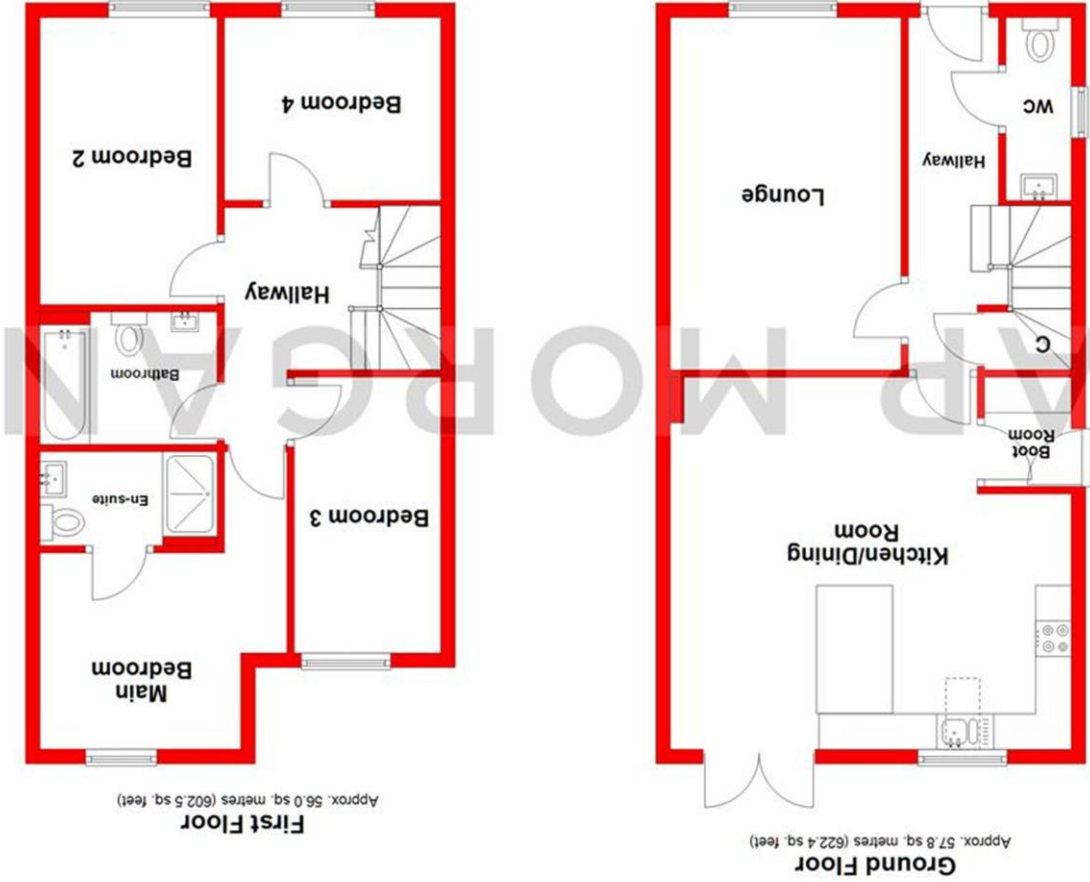 Ground Floor
Approx. 57.8 sq. metres (622.4 sq. feet)
Kitchen/Dining
Room
Boot
Room
C
Lounge
Hallway
WC
First Floor
Approx. 56.0 sq. metres (602.5 sq. feet)
Main
Bedroom
Bedroom 3
En-suite
Bathroom
Hallway
Bedroom 2
Bedroom 4
AP MORGAN